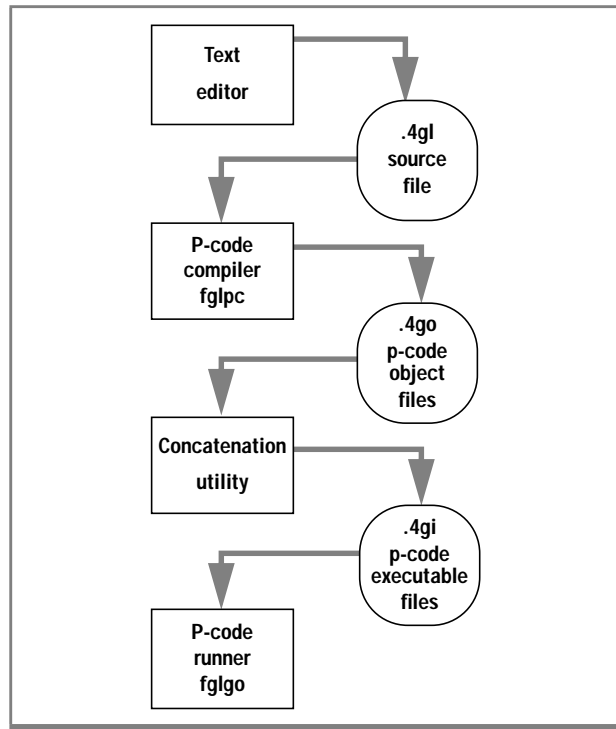 Text
editor
.4gl
source
file
P-code
compiler
fglpc
.4go
p-code
object
files
Concatenation
utility
.4gi
p-code
executable
files
P-code
runner
fglgo